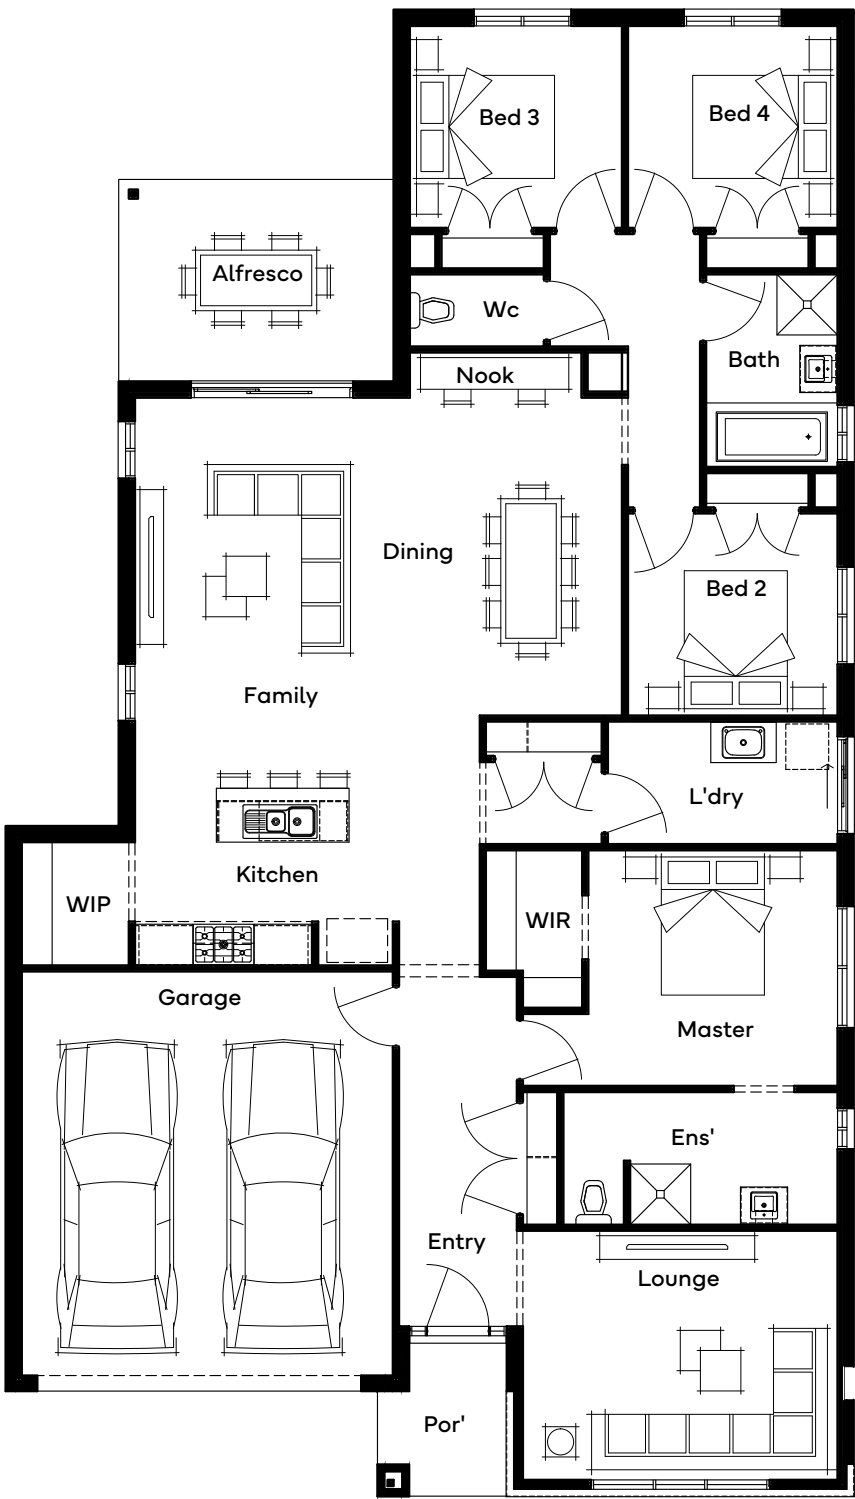 Bed 3
Bed 4
Alfresco
Wc
Bath
Nook
Dining
Bed 2
Family
L'dry
Kitchen
WIP
WIR
Garage
Master
Ens'
Entry
Lounge
Por'